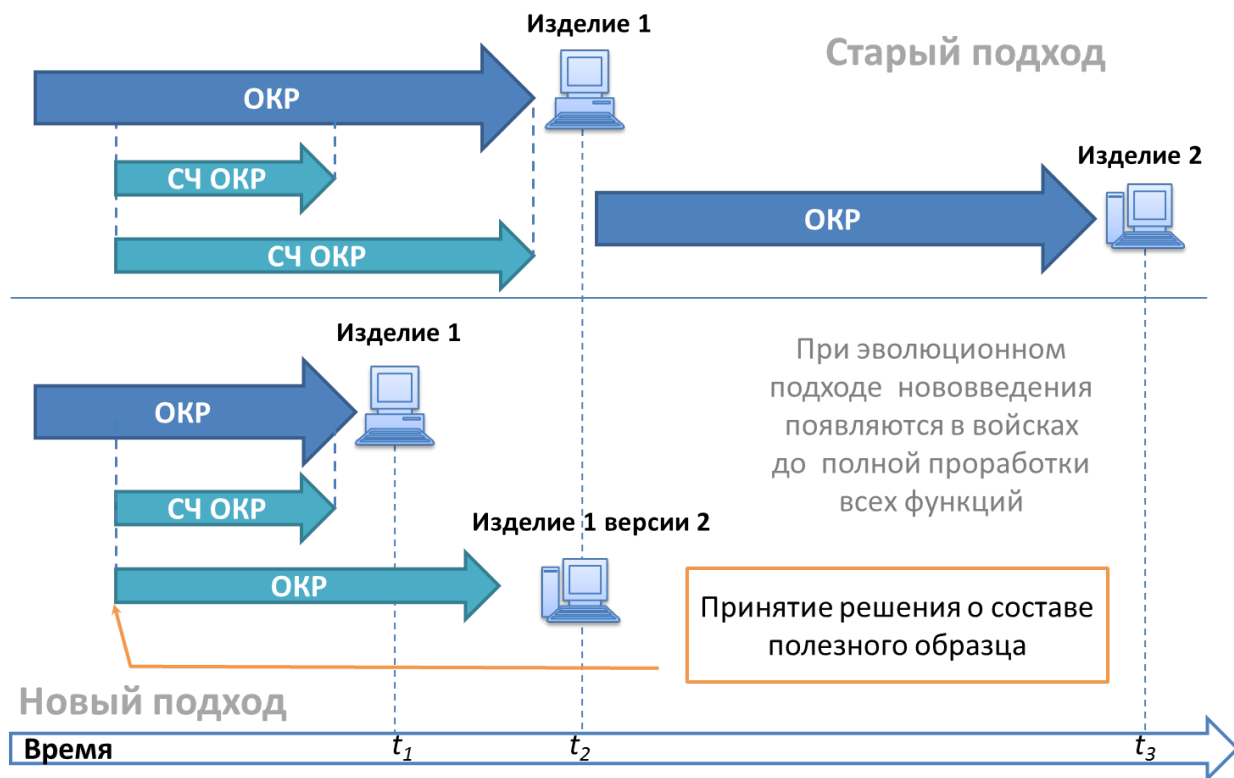 Изделие 1
Старый подход
ОКР
Изделие 2
СЧ ОКР
ОКР
СЧ ОКР
Изделие 1
При эволюционном
подходе нововведения
появляются в войсках
до полной проработки
всех функций
ОКР
СЧ ОКР
Изделие 1 версии 2
ОКР
Принятие решения о составе
полезного образца
Новый подход
Время
t1
t2
t3